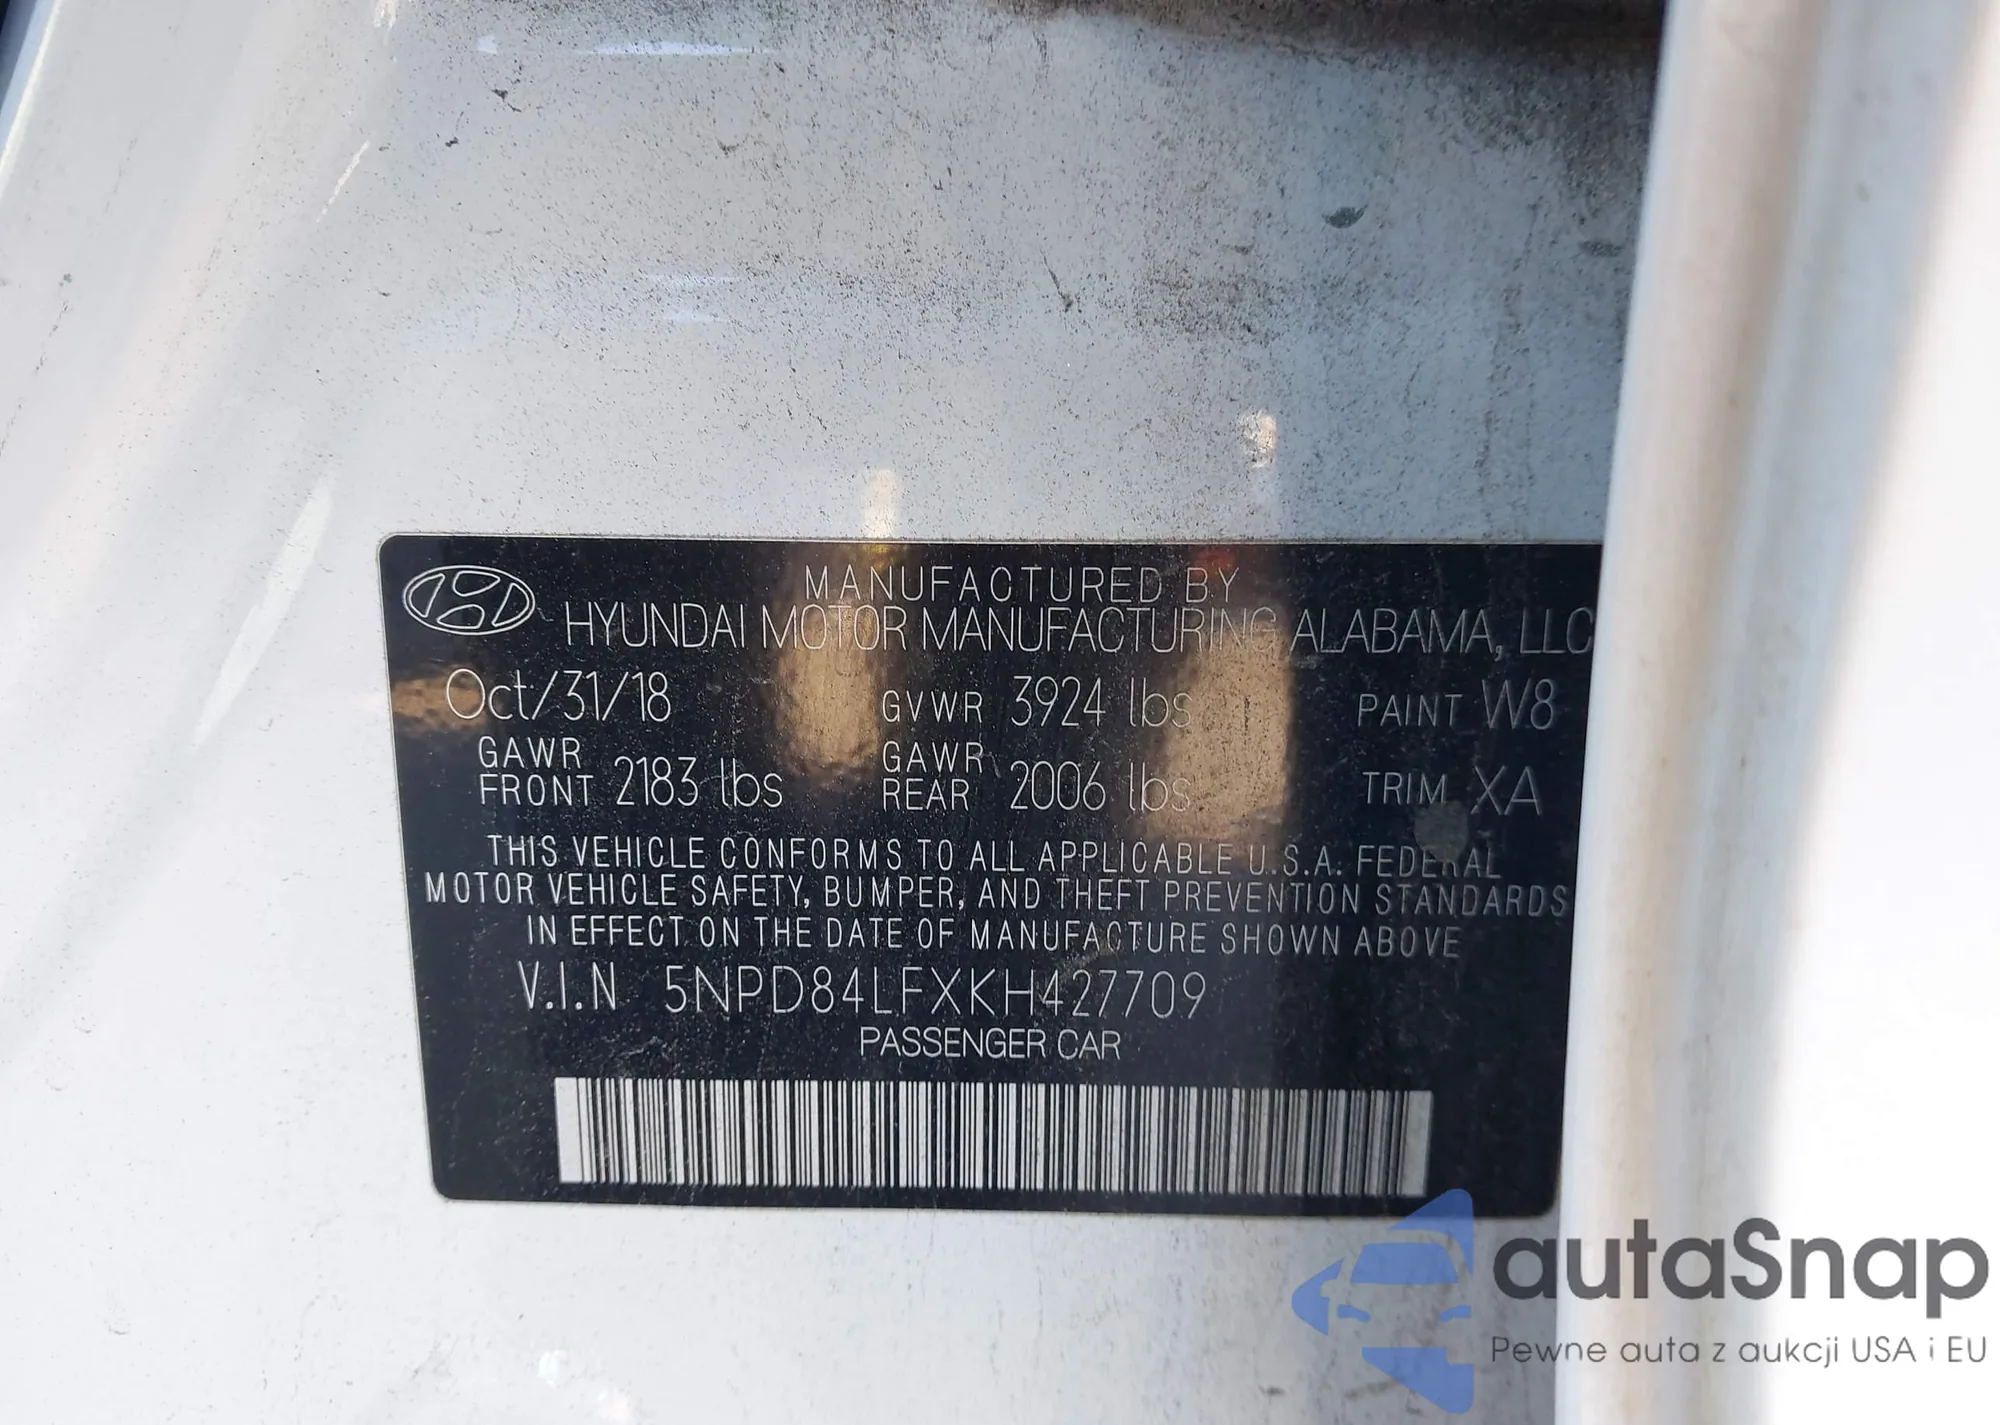 MANUFACTURED BY
HYUNDAI MOTOR MANUFACTURING ALABAMA, LLC
Oct/31/18 GVWR 3924 lbs PAINT W8
GAWR FRONT 2183 lbs GAWR REAR 2006 lbs TRIM XA
THIS VEHICLE CONFORMS TO ALL APPLICABLE U.S.A. FEDERAL
MOTOR VEHICLE SAFETY, BUMPER, AND THEFT PREVENTION STANDARDS
IN EFFECT ON THE DATE OF MANUFACTURE SHOWN ABOVE
V.I.N 5NPD84LFXKH427709
PASSENGER CAR
autaSnap
Pewne auta z aukcji USA i EU